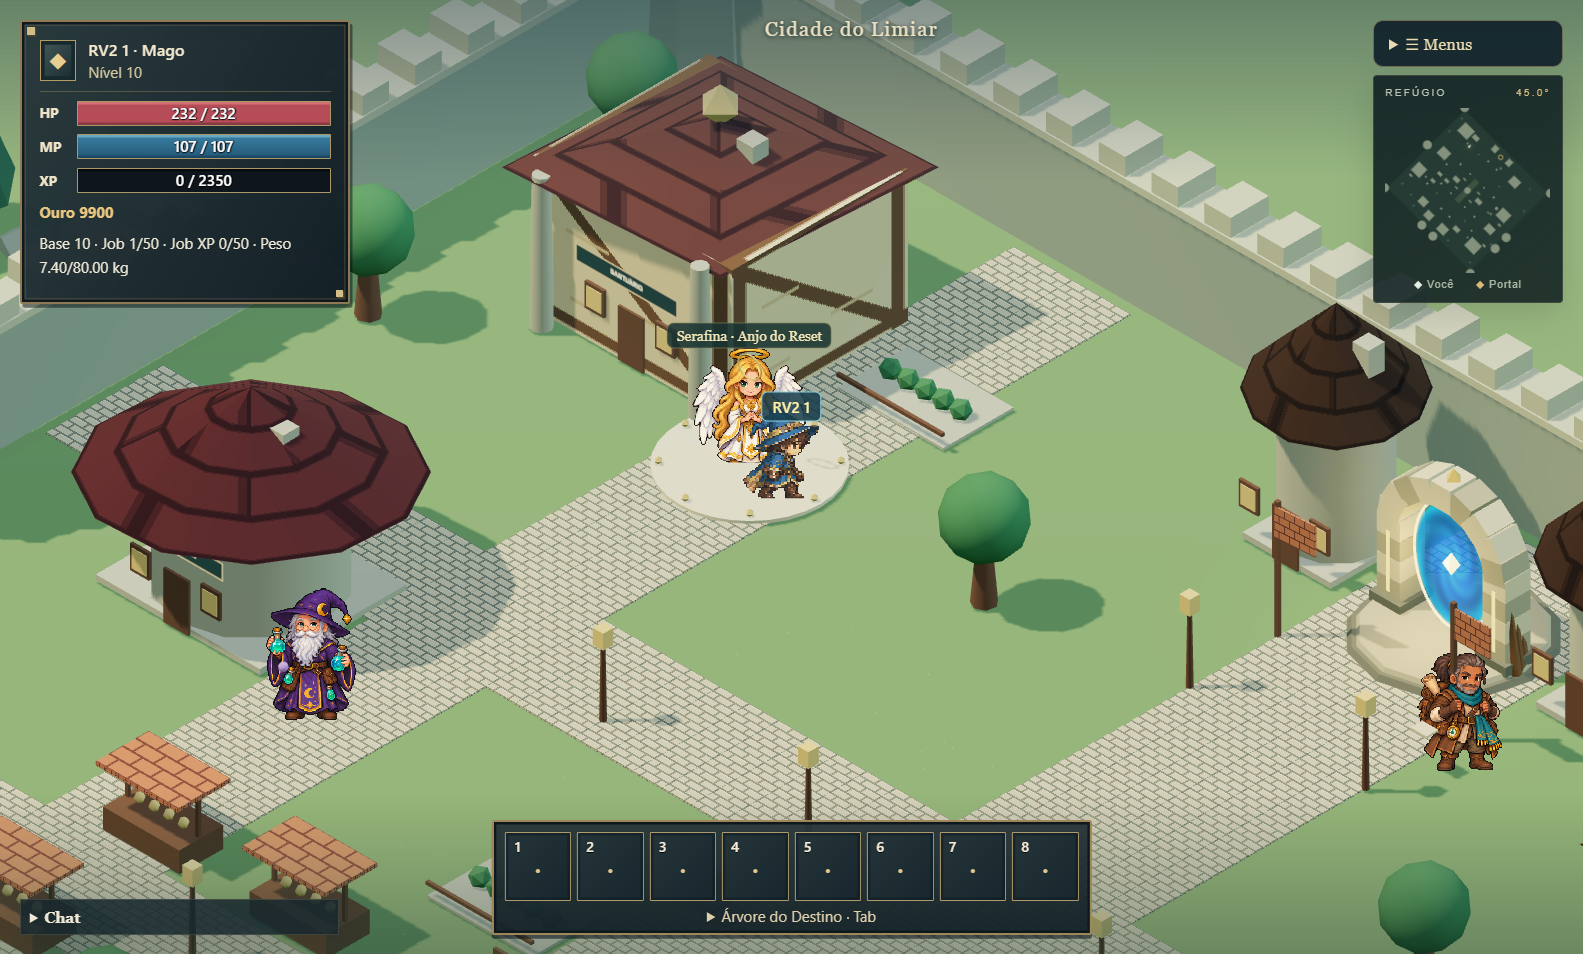 Cidade do Limiar
RV2 1 · Mago
Nível 10
HP 232 / 232
MP 107 / 107
XP 0 / 2350
Ouro 9900
Base 10 · Job 1/50 · Job XP 0/50 · Peso
7.40/80.00 kg
☰ Menus
REFÚGIO 45.0°
Você Portal
SANTUÁRIO
Serafina · Anjo do Reset
RV2 1
1 2 3 4 5 6 7 8
Árvore do Destino · Tab
Chat